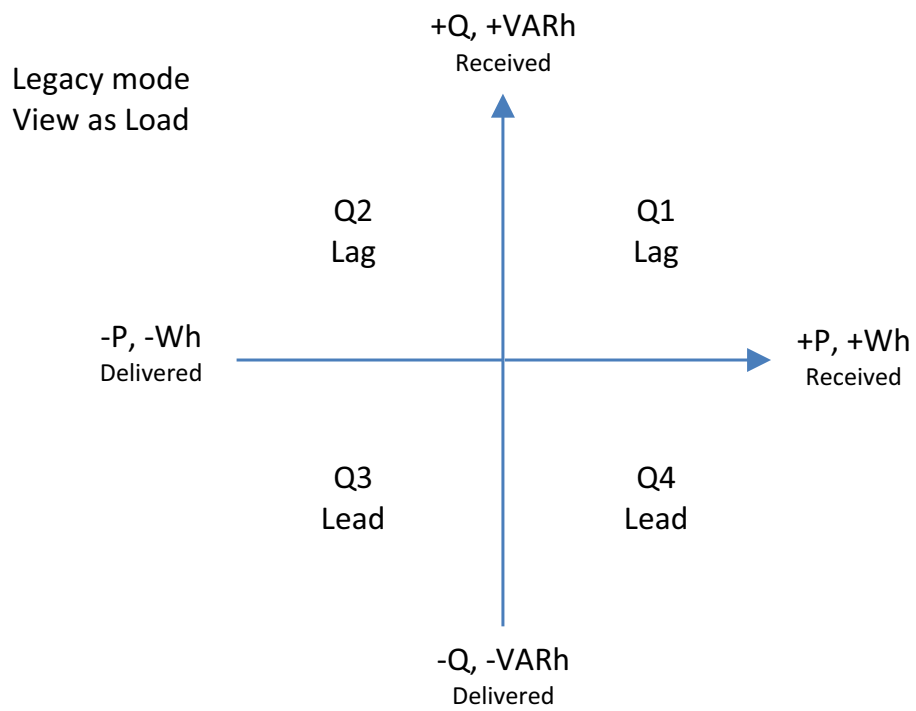 +Q, +VARh
Received
Legacy mode
View as Load
Q2
Lag
Q1
Lag
-P, -Wh
Delivered
+P, +Wh
Received
Q3
Lead
Q4
Lead
-Q, -VARh
Delivered